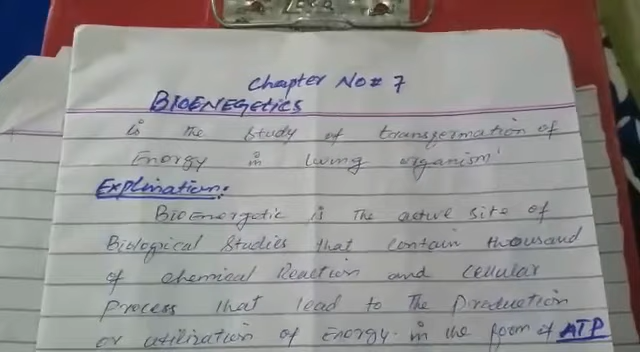 Chapter No# 7
BIOENEGETICS
is the study of transformation of
Energy in living organism'
Explination:
BioEnergetic is the active site of
Biological Studies that contain thousand
of chemical Reaction and cellular
Process that lead to the Production
or utilization of Energy. in the form of ATP